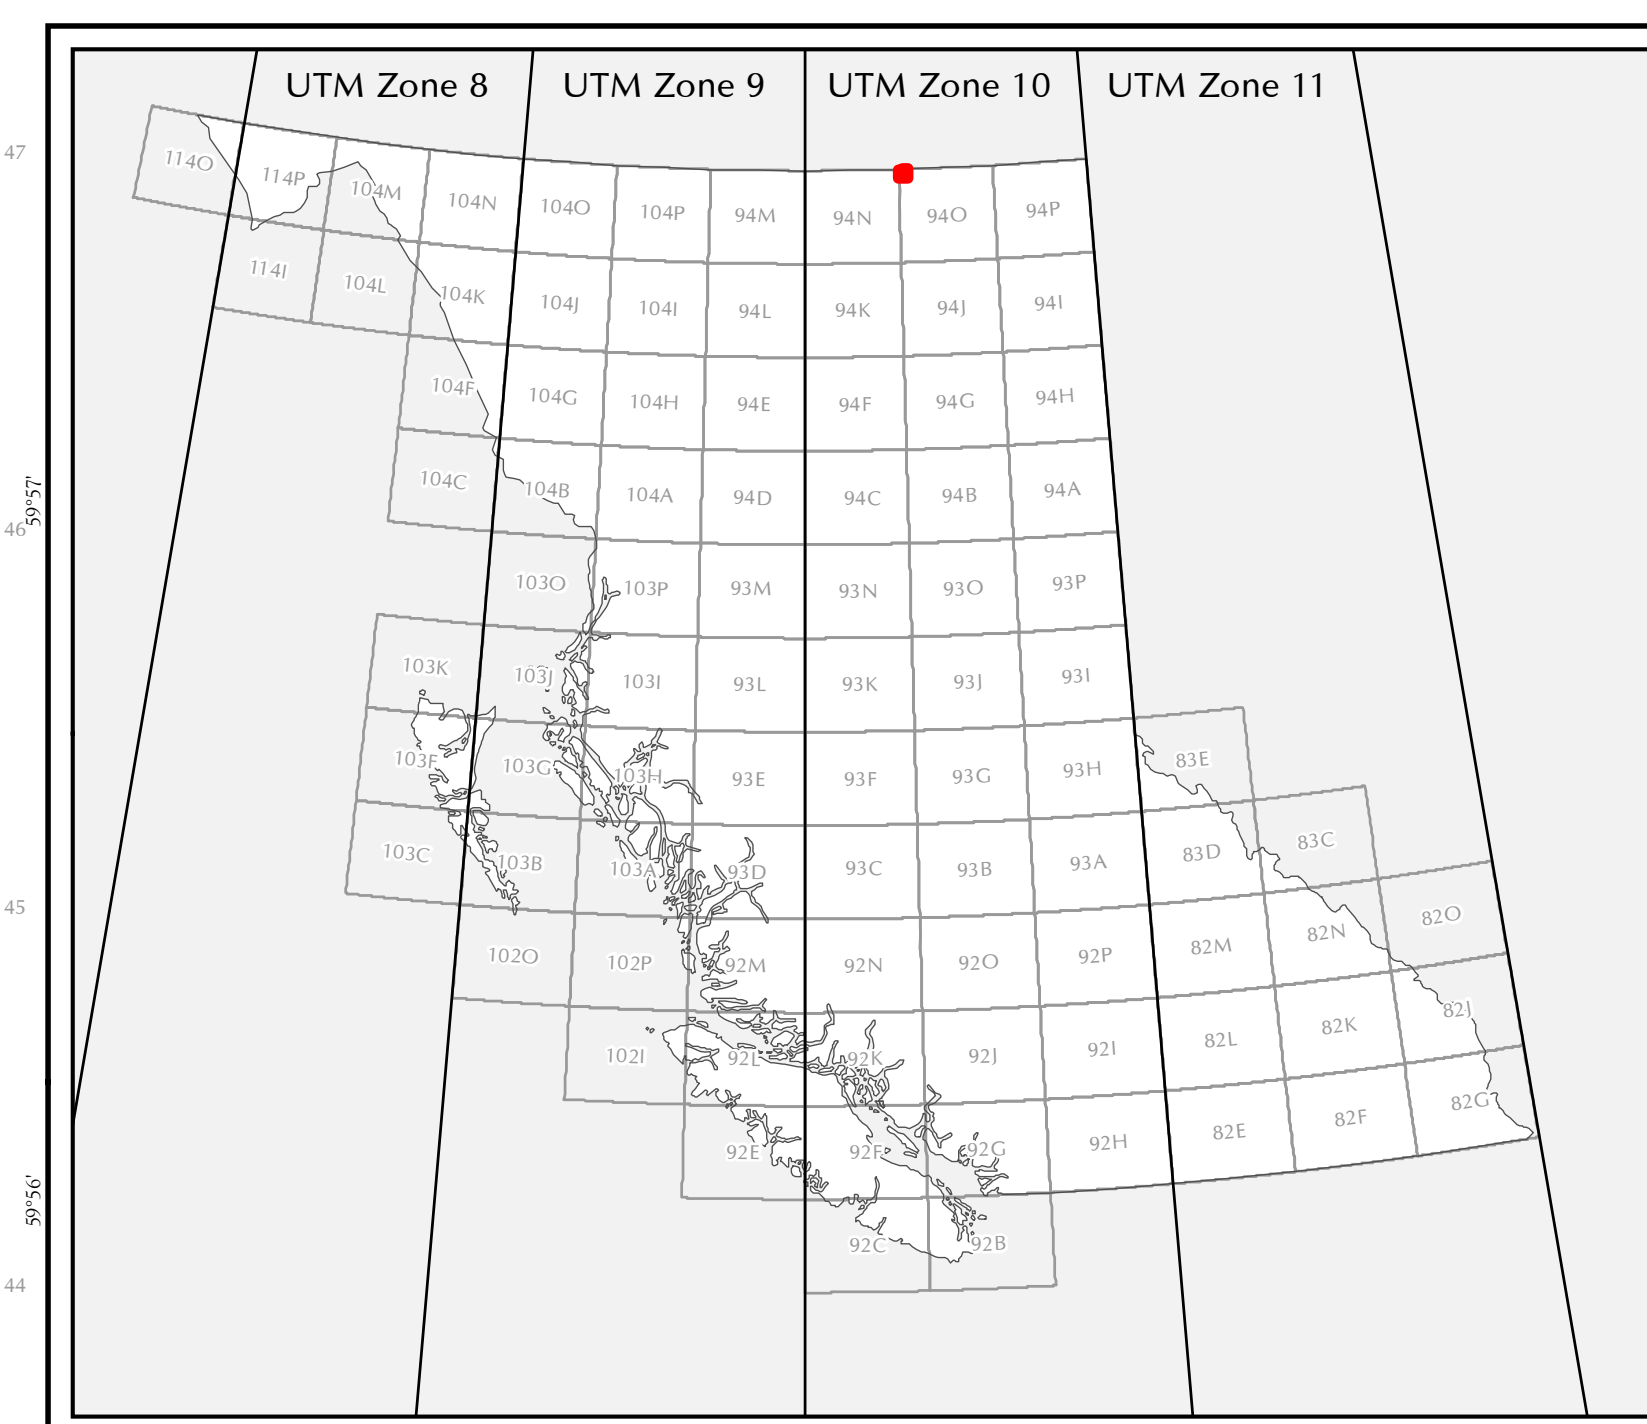 UTM Zone 8 UTM Zone 9 UTM Zone 10 UTM Zone 11
47
114O 114P 104M 104N 104O 104P 94M 94N 94O 94P
114I 104L 104K 104J 104I 94L 94K 94J 94I
104F 104G 104H 94E 94F 94G 94H
59°57'
46
104C 104B 104A 94D 94C 94B 94A
103O 103P 93M 93N 93O 93P
103K 103J 103I 93L 93K 93J 93I
103F 103G 103H 93E 93F 93G 93H 83E
103C 103B 103A 93D 93C 93B 93A 83D 83C
45
102O 102P 92M 92N 92O 92P 82M 82N 82O
102I 92L 92K 92J 92I 82L 82K 82J
92E 92F 92G 92H 82E 82F 82G
59°56'
92C 92B
44